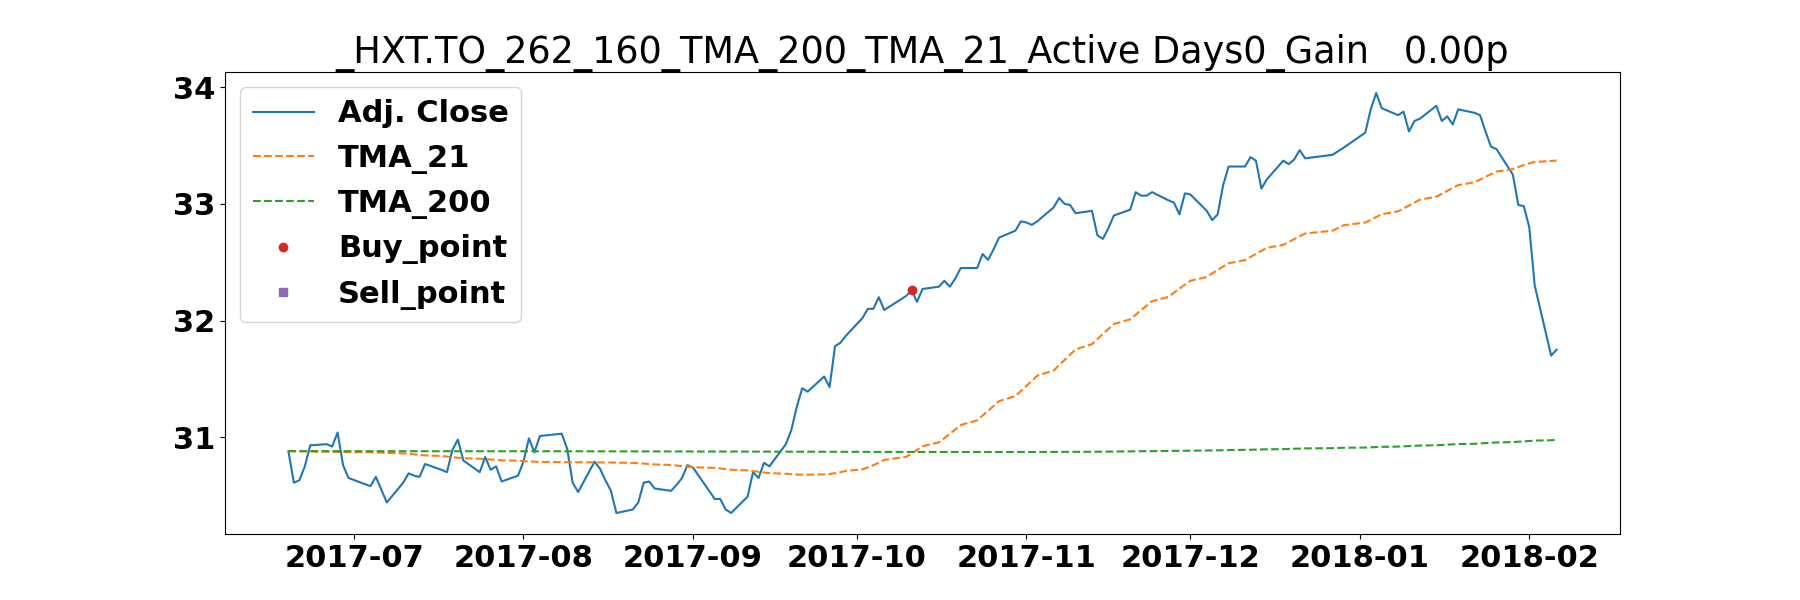 _HXT.TO_262_160_TMA_200_TMA_21_Active Days0_Gain   0.00p
34
33
32
31
Adj. Close
TMA_21
TMA_200
Buy_point
Sell_point
2017-07 2017-08 2017-09 2017-10 2017-11 2017-12 2018-01 2018-02